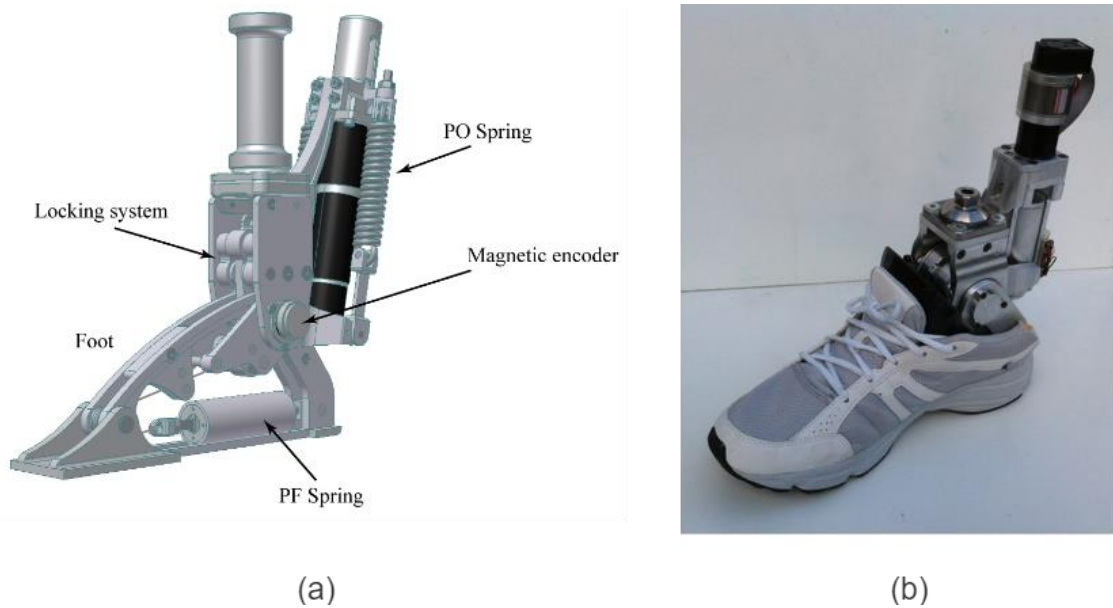 PO Spring
Locking system
Magnetic encoder
Foot
PF Spring
(a)
(b)